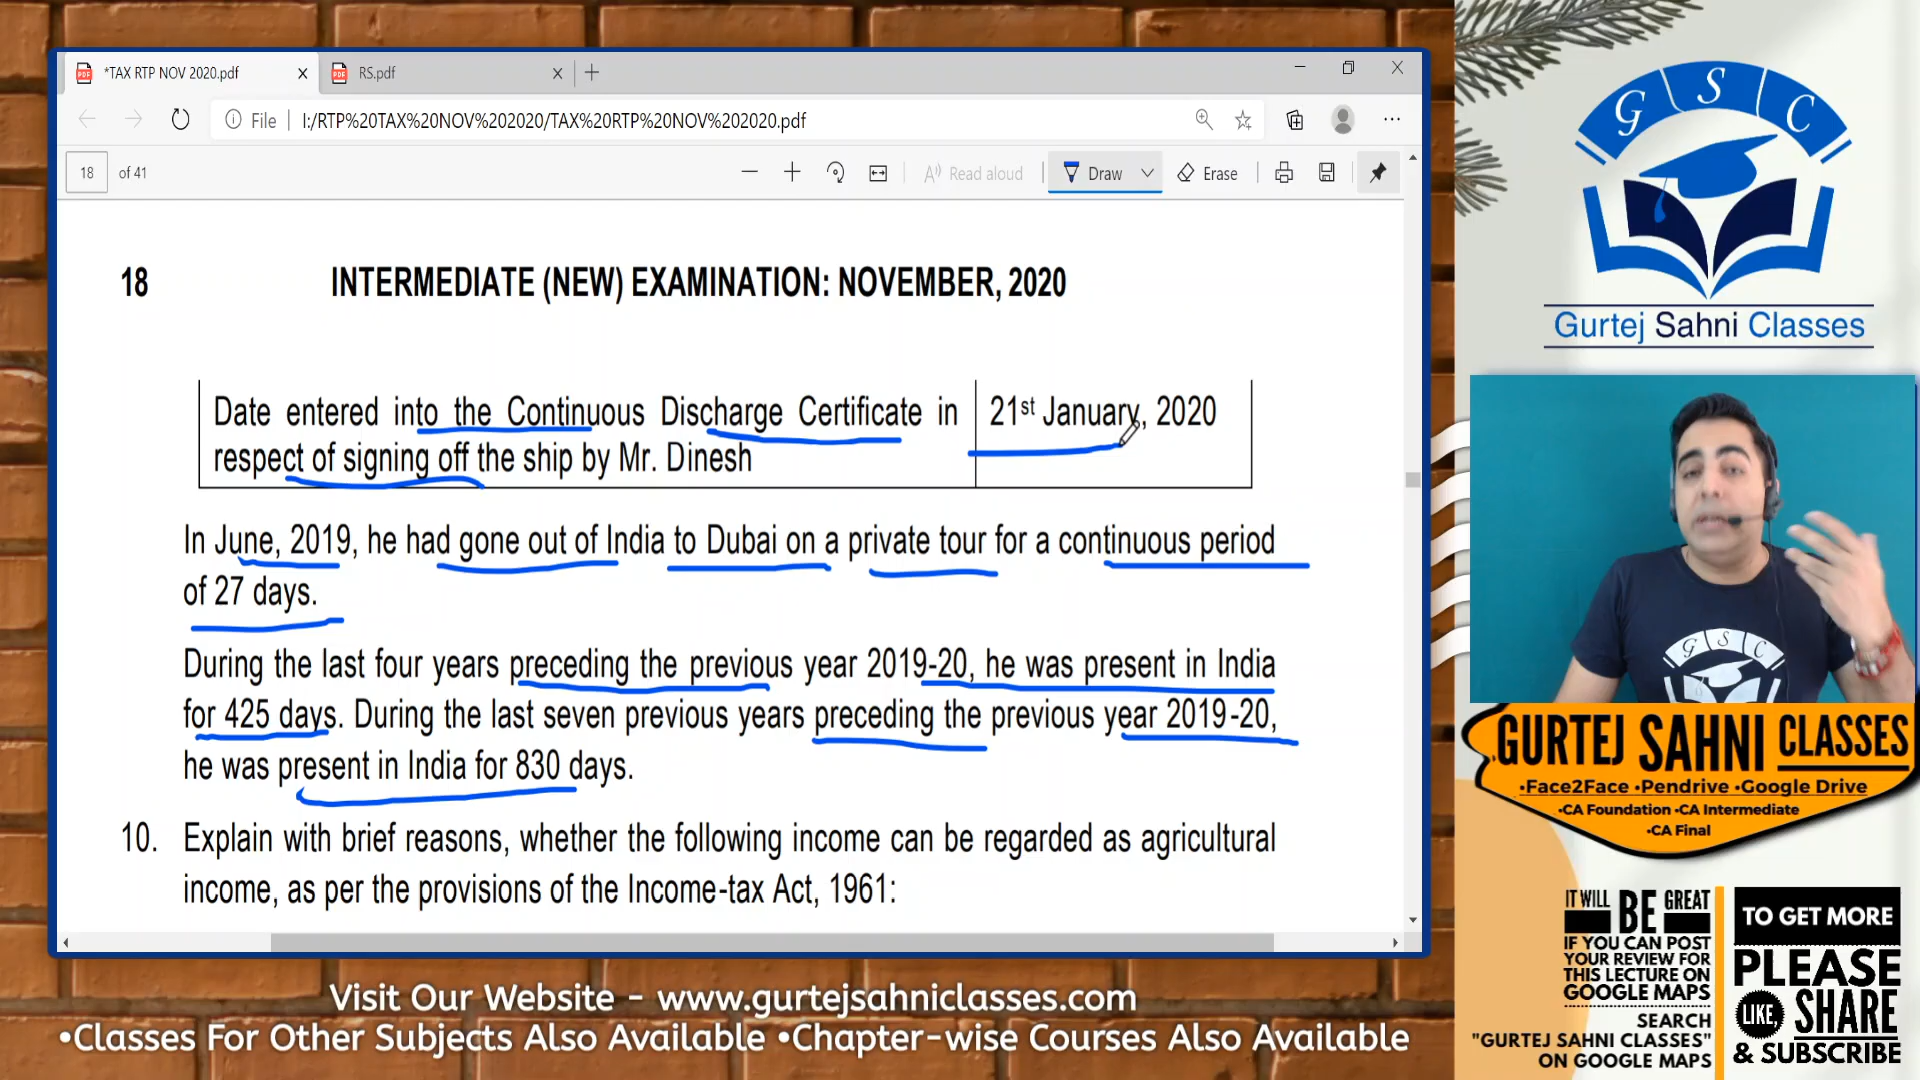 *TAX RTP NOV 2020.pdf
RS.pdf
File
I:/RTP%20TAX%20NOV%202020/TAX%20RTP%20NOV%202020.pdf
18 of 41
Read aloud
Draw
Erase
18 INTERMEDIATE (NEW) EXAMINATION: NOVEMBER, 2020
Date entered into the Continuous Discharge Certificate in
respect of signing off the ship by Mr. Dinesh
21st January, 2020
In June, 2019, he had gone out of India to Dubai on a private tour for a continuous period
of 27 days.
During the last four years preceding the previous year 2019-20, he was present in India
for 425 days. During the last seven previous years preceding the previous year 2019-20,
he was present in India for 830 days.
10. Explain with brief reasons, whether the following income can be regarded as agricultural
income, as per the provisions of the Income-tax Act, 1961:
G S C
Gurtej Sahni Classes
G S C
GURTEJ SAHNI CLASSES
•Face2Face •Pendrive •Google Drive
•CA Foundation •CA Intermediate
•CA Final
IT WILL BE GREAT
IF YOU CAN POST
YOUR REVIEW FOR
THIS LECTURE ON
GOOGLE MAPS
SEARCH
"GURTEJ SAHNI CLASSES"
ON GOOGLE MAPS
TO GET MORE
PLEASE
LIKE, SHARE
& SUBSCRIBE
Visit Our Website - www.gurtejsahniclasses.com
•Classes For Other Subjects Also Available •Chapter-wise Courses Also Available